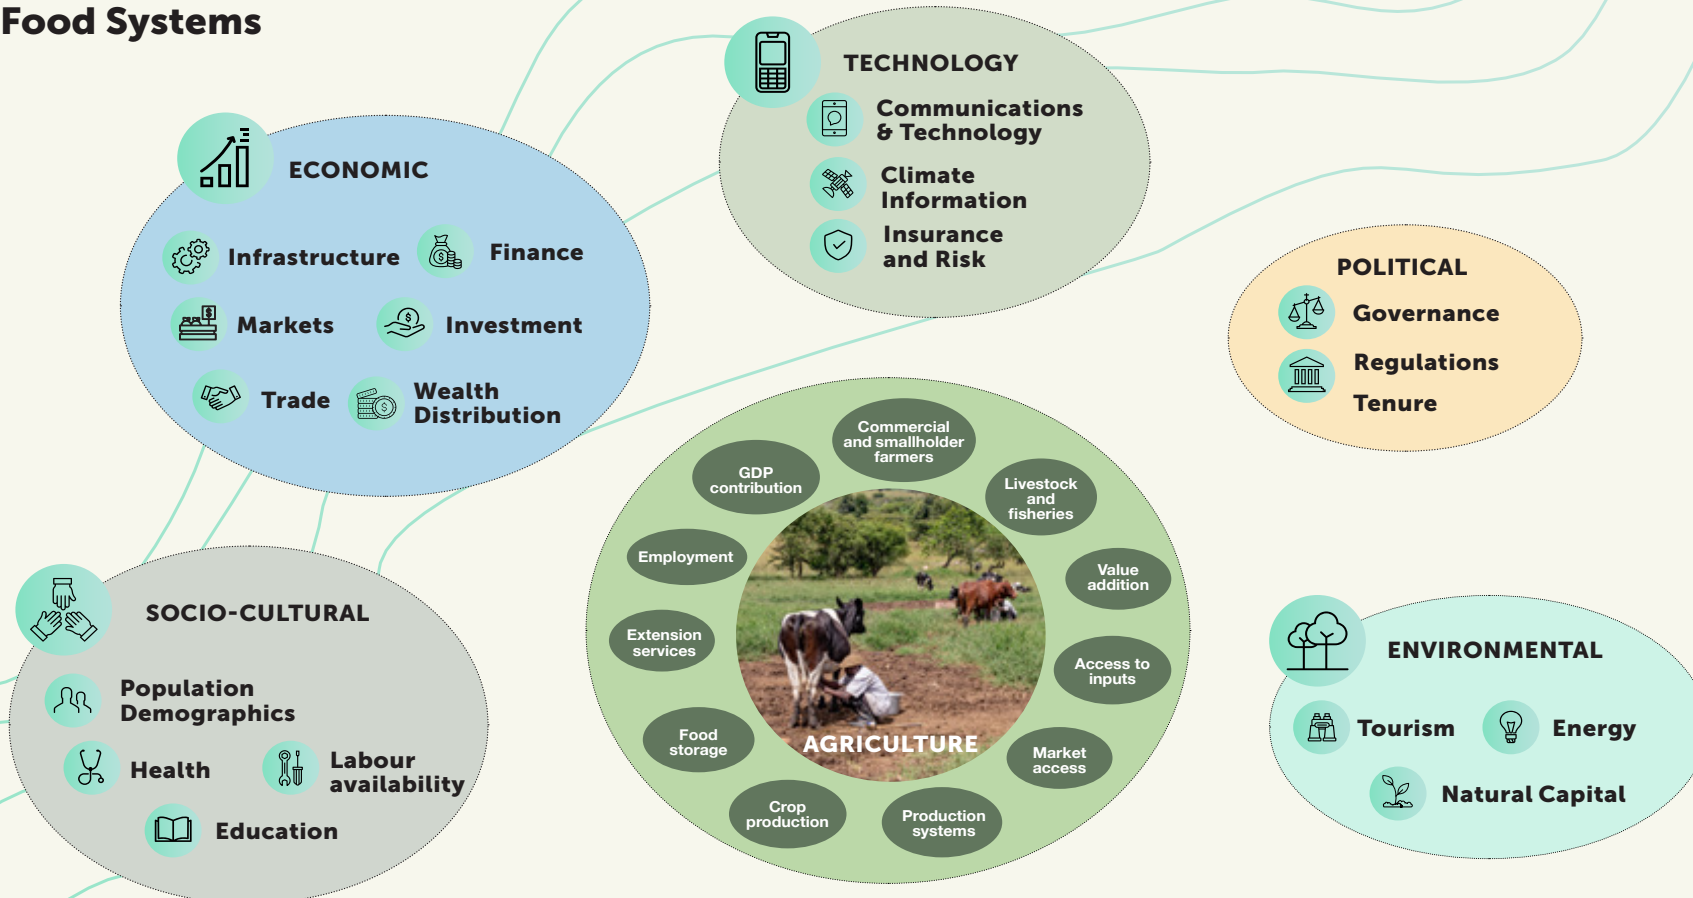 Food Systems
TECHNOLOGY
Communications
& Technology
Climate
Information
Insurance
and Risk
ECONOMIC
Infrastructure
Finance
Markets
Investment
Trade
Wealth
Distribution
POLITICAL
Governance
Regulations
Tenure
Commercial
and smallholder
farmers
GDP
contribution
Livestock
and
fisheries
Employment
Value
addition
Extension
services
Access to
inputs
Food
storage
AGRICULTURE
Market
access
Crop
production
Production
systems
SOCIO-CULTURAL
Population
Demographics
Health
Labour
availability
Education
ENVIRONMENTAL
Tourism
Energy
Natural Capital